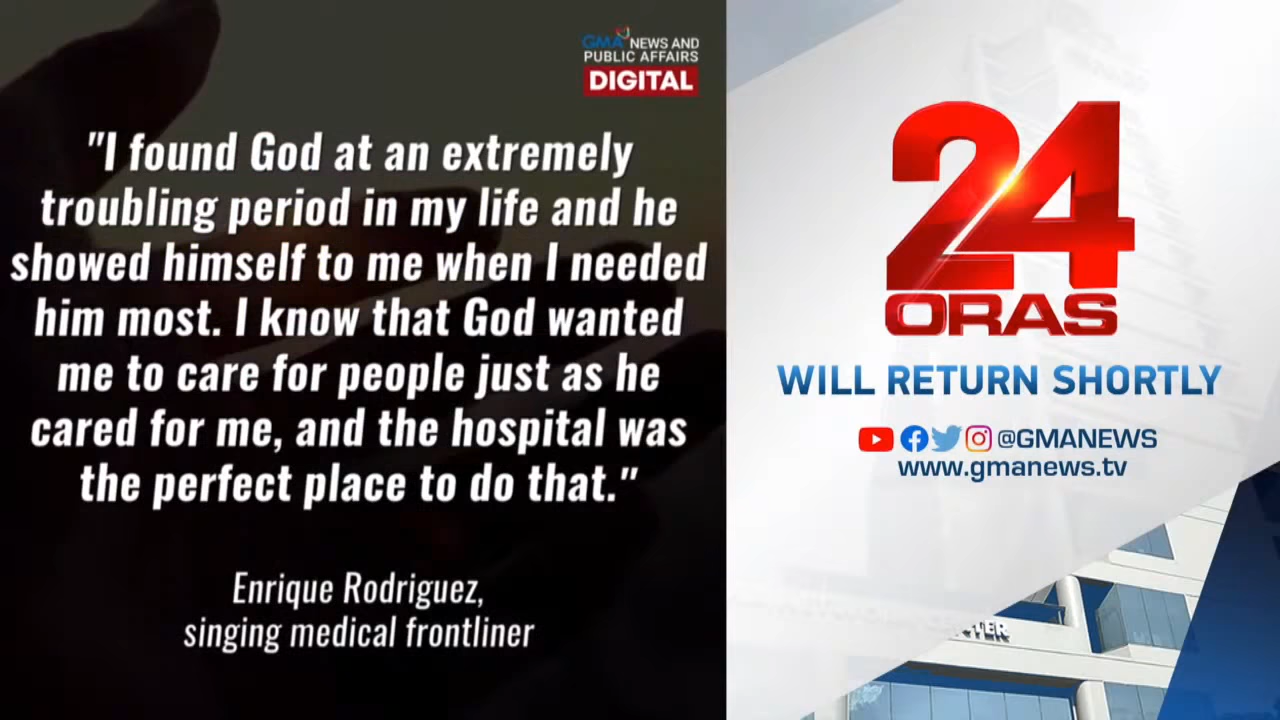 GMA NEWS AND
PUBLIC AFFAIRS
DIGITAL
"I found God at an extremely
troubling period in my life and he
showed himself to me when I needed
him most. I know that God wanted
me to care for people just as he
cared for me, and the hospital was
the perfect place to do that."
Enrique Rodriguez,
singing medical frontliner
24
ORAS
WILL RETURN SHORTLY
@GMANEWS
www.gmanews.tv